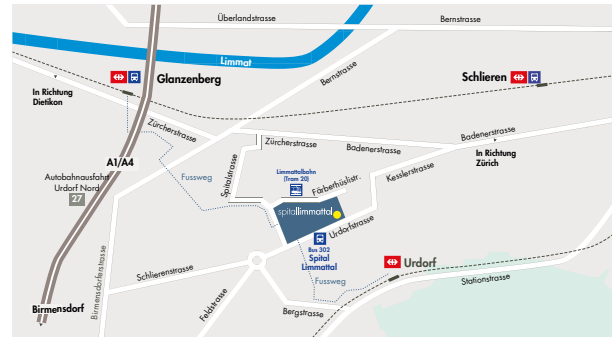 Überlandstrasse
Bernstrasse
Limmat
Glanzenberg
Bernstrasse
Schlieren
In Richtung
Dietikon
Zürcherstrasse
Zürcherstrasse
Badenerstrasse
Badenerstrasse
In Richtung
Zürich
A1/A4
Autobahnausfahrt
Urdorf Nord
27
Fussweg
Spitalstrasse
Limmattalbahn
(Tram 20)
Färberhüslistr.
Kesslerstrasse
spitallimmattal
Urdorfstrasse
Bus 302
Spital
Limmattal
Urdorf
Schlierenstrasse
Fussweg
Stationstrasse
Birmensdorferstrasse
Birmensdorf
Feldstrasse
Bergstrasse